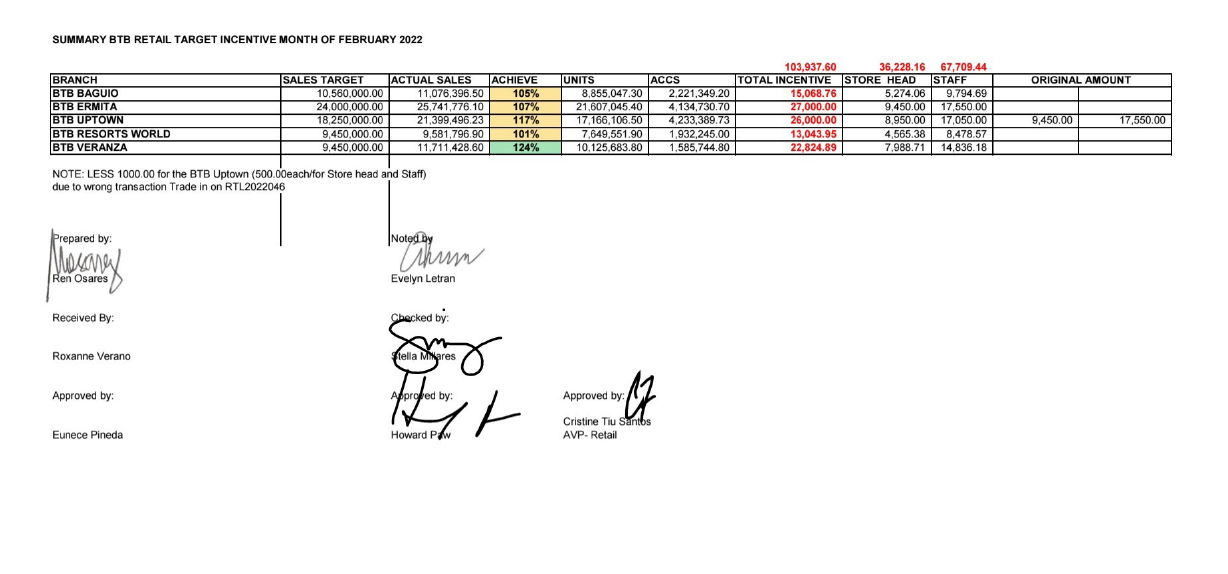 SUMMARY BTB RETAIL TARGET INCENTIVE MONTH OF FEBRUARY 2022
103,937.60 36,228.16 67,709.44
BRANCH SALES TARGET ACTUAL SALES ACHIEVE UNITS ACCS TOTAL INCENTIVE STORE HEAD STAFF ORIGINAL AMOUNT
BTB BAGUIO 10,560,000.00 11,076,396.50 105% 8,855,047.30 2,221,349.20 15,068.76 5,274.06 9,794.69
BTB ERMITA 24,000,000.00 25,741,776.10 107% 21,607,045.40 4,134,730.70 27,000.00 9,450.00 17,550.00
BTB UPTOWN 18,250,000.00 21,399,496.23 117% 17,166,106.50 4,233,389.73 26,000.00 8,950.00 17,050.00 9,450.00 17,550.00
BTB RESORTS WORLD 9,450,000.00 9,581,796.90 101% 7,649,551.90 1,932,245.00 13,043.95 4,565.38 8,478.57
BTB VERANZA 9,450,000.00 11,711,428.60 124% 10,125,683.80 1,585,744.80 22,824.89 7,988.71 14,836.18
NOTE: LESS 1000.00 for the BTB Uptown (500.00each/for Store head and Staff)
due to wrong transaction Trade in on RTL2022046
Prepared by: Noted by
Ren Osares Evelyn Letran
Received By: Checked by:
Roxanne Verano Stella Millares
Approved by: Approved by: Approved by:
Cristine Tiu Santos
Eunece Pineda Howard Paw AVP- Retail